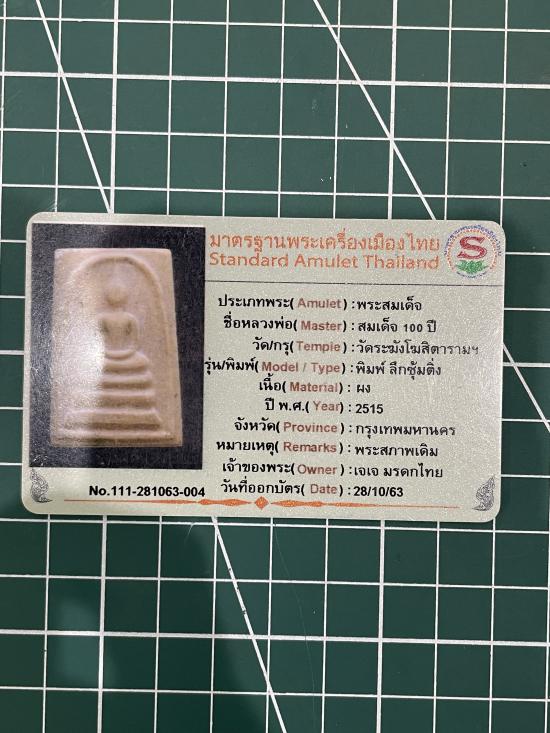 มาตรฐานพระเครื่องเมืองไทย
Standard Amulet Thailand
S
ประเภทพระ( Amulet) : พระสมเด็จ
ชื่อหลวงพ่อ( Master) : สมเด็จ 100 ปี
วัด/กรุ( Temple) : วัดระฆังโฆสิตารามฯ
รุ่น/พิมพ์( Model / Type) : พิมพ์ ลึกซุ้มติ่ง
เนื้อ( Material) : ผง
ปี พ.ศ.( Year) : 2515
จังหวัด( Province) : กรุงเทพมหานคร
หมายเหตุ( Remarks) : พระสภาพเดิม
เจ้าของพระ( Owner) : เจเจ มรดกไทย
วันที่ออกบัตร( Date) : 28/10/63
No.111-281063-004